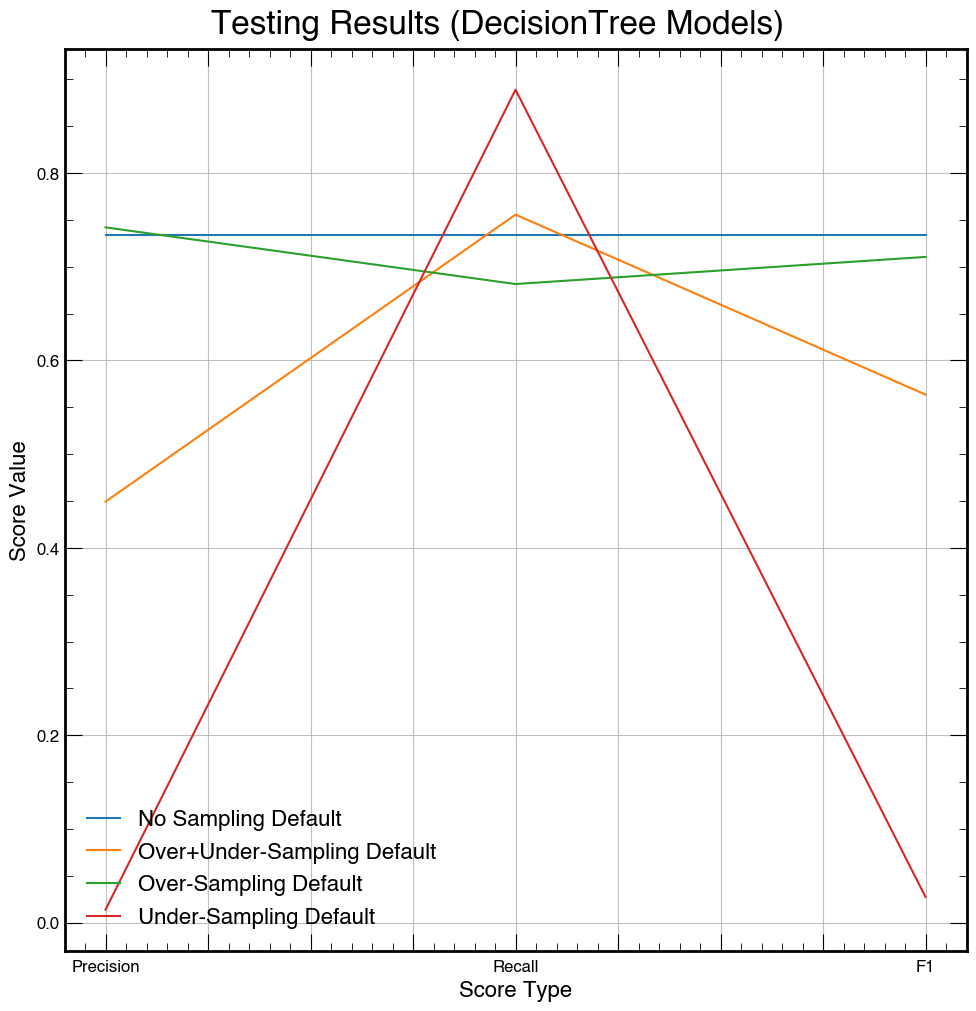 Testing Results (DecisionTree Models)
Score Value
0.8
0.6
0.4
0.2
0.0
No Sampling Default
Over+Under-Sampling Default
Over-Sampling Default
Under-Sampling Default
Precision
Recall
F1
Score Type